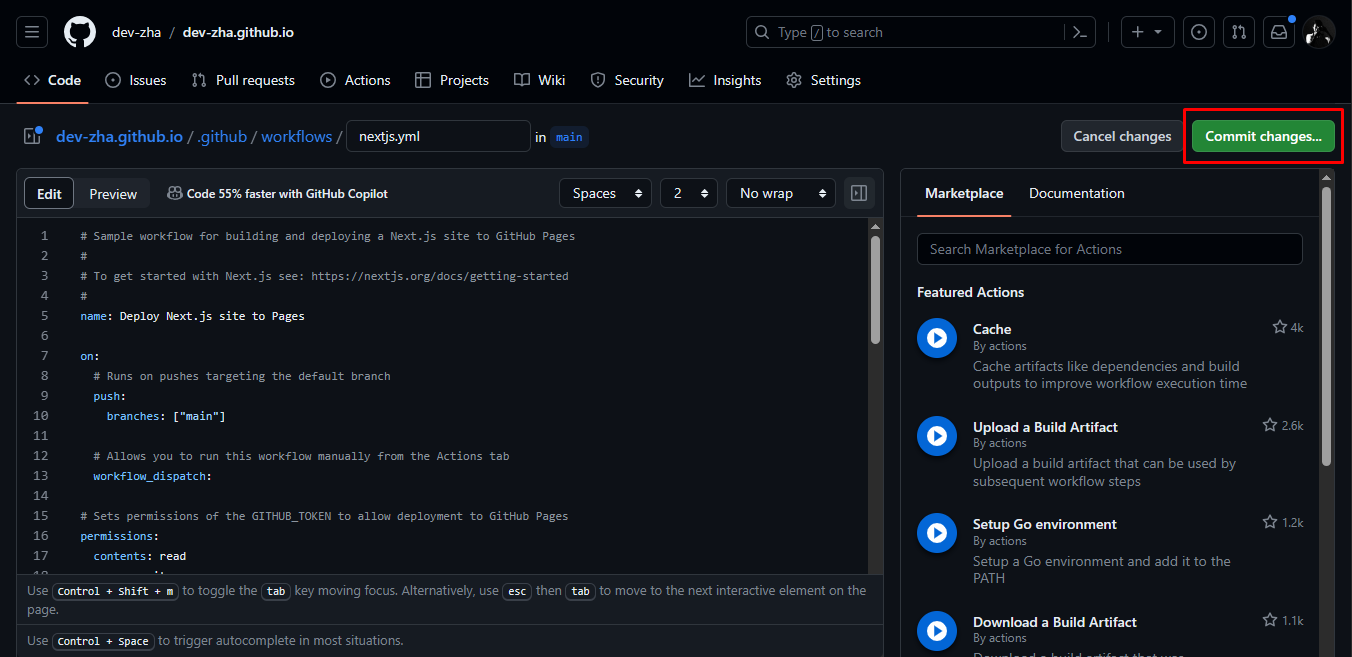 dev-zha / dev-zha.github.io
Type / to search
Code Issues Pull requests Actions Projects Wiki Security Insights Settings
dev-zha.github.io / .github / workflows / nextjs.yml in main
Cancel changes Commit changes...
Edit Preview Code 55% faster with GitHub Copilot Spaces 2 No wrap
1 # Sample workflow for building and deploying a Next.js site to GitHub Pages
2 #
3 # To get started with Next.js see: https://nextjs.org/docs/getting-started
4 #
5 name: Deploy Next.js site to Pages
6
7 on:
8 # Runs on pushes targeting the default branch
9 push:
10 branches: ["main"]
11
12 # Allows you to run this workflow manually from the Actions tab
13 workflow_dispatch:
14
15 # Sets permissions of the GITHUB_TOKEN to allow deployment to GitHub Pages
16 permissions:
17 contents: read
Use Control + Shift + m to toggle the tab key moving focus. Alternatively, use esc then tab to move to the next interactive element on the
page.
Use Control + Space to trigger autocomplete in most situations.
Marketplace Documentation
Search Marketplace for Actions
Featured Actions
Cache 4k
By actions
Cache artifacts like dependencies and build
outputs to improve workflow execution time
Upload a Build Artifact 2.6k
By actions
Upload a build artifact that can be used by
subsequent workflow steps
Setup Go environment 1.2k
By actions
Setup a Go environment and add it to the
PATH
Download a Build Artifact 1.1k
By actions
Download a build artifact that was